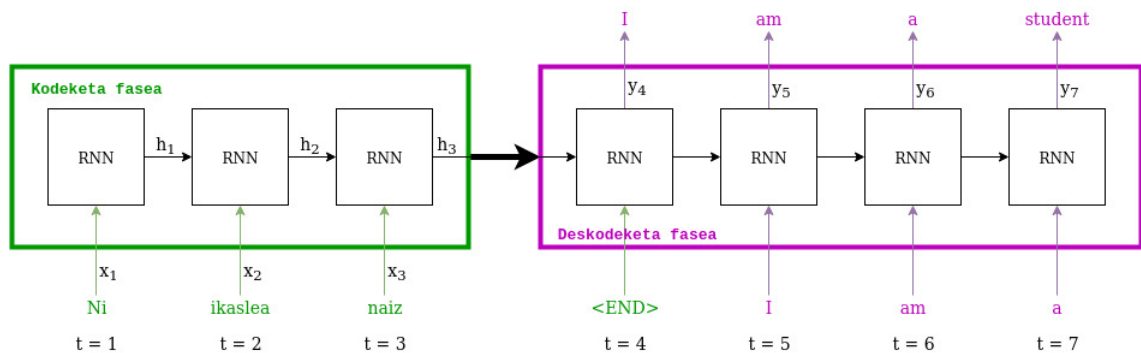 I am a student
Kodeketa fasea
y₄ y₅ y₆ y₇
RNN h₁ RNN h₂ RNN h₃ RNN RNN RNN RNN
Deskodeketa fasea
x₁ x₂ x₃
Ni ikaslea naiz <END> I am a
t = 1 t = 2 t = 3 t = 4 t = 5 t = 6 t = 7